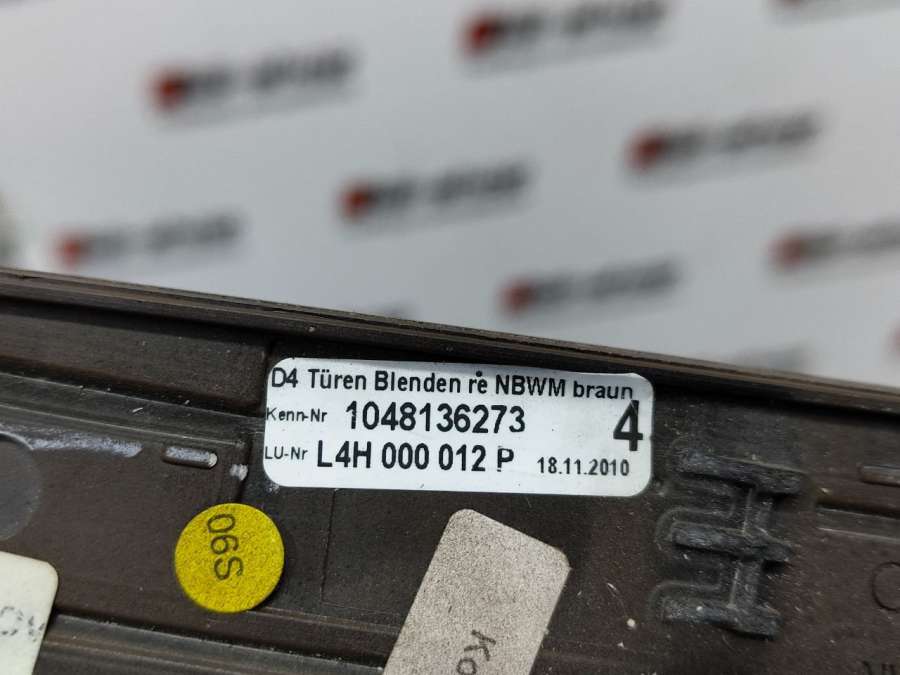 D4 Türen Blenden re NBWM braun
Kenn-Nr 1048136273 4
LU-Nr L4H 000 012 P 18.11.2010
06S
Ko